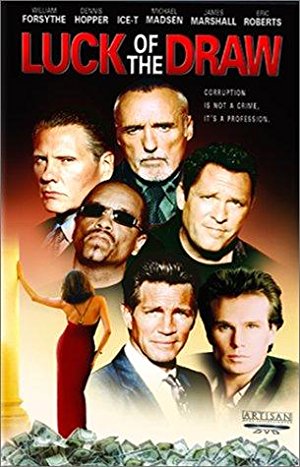 WILLIAM FORSYTHE DENNIS HOPPER ICE-T MICHAEL MADSEN JAMES MARSHALL ERIC ROBERTS
LUCK OF THE DRAW
CORRUPTION
IS NOT A CRIME.
IT'S A PROFESSION.
ARTISAN
DVD